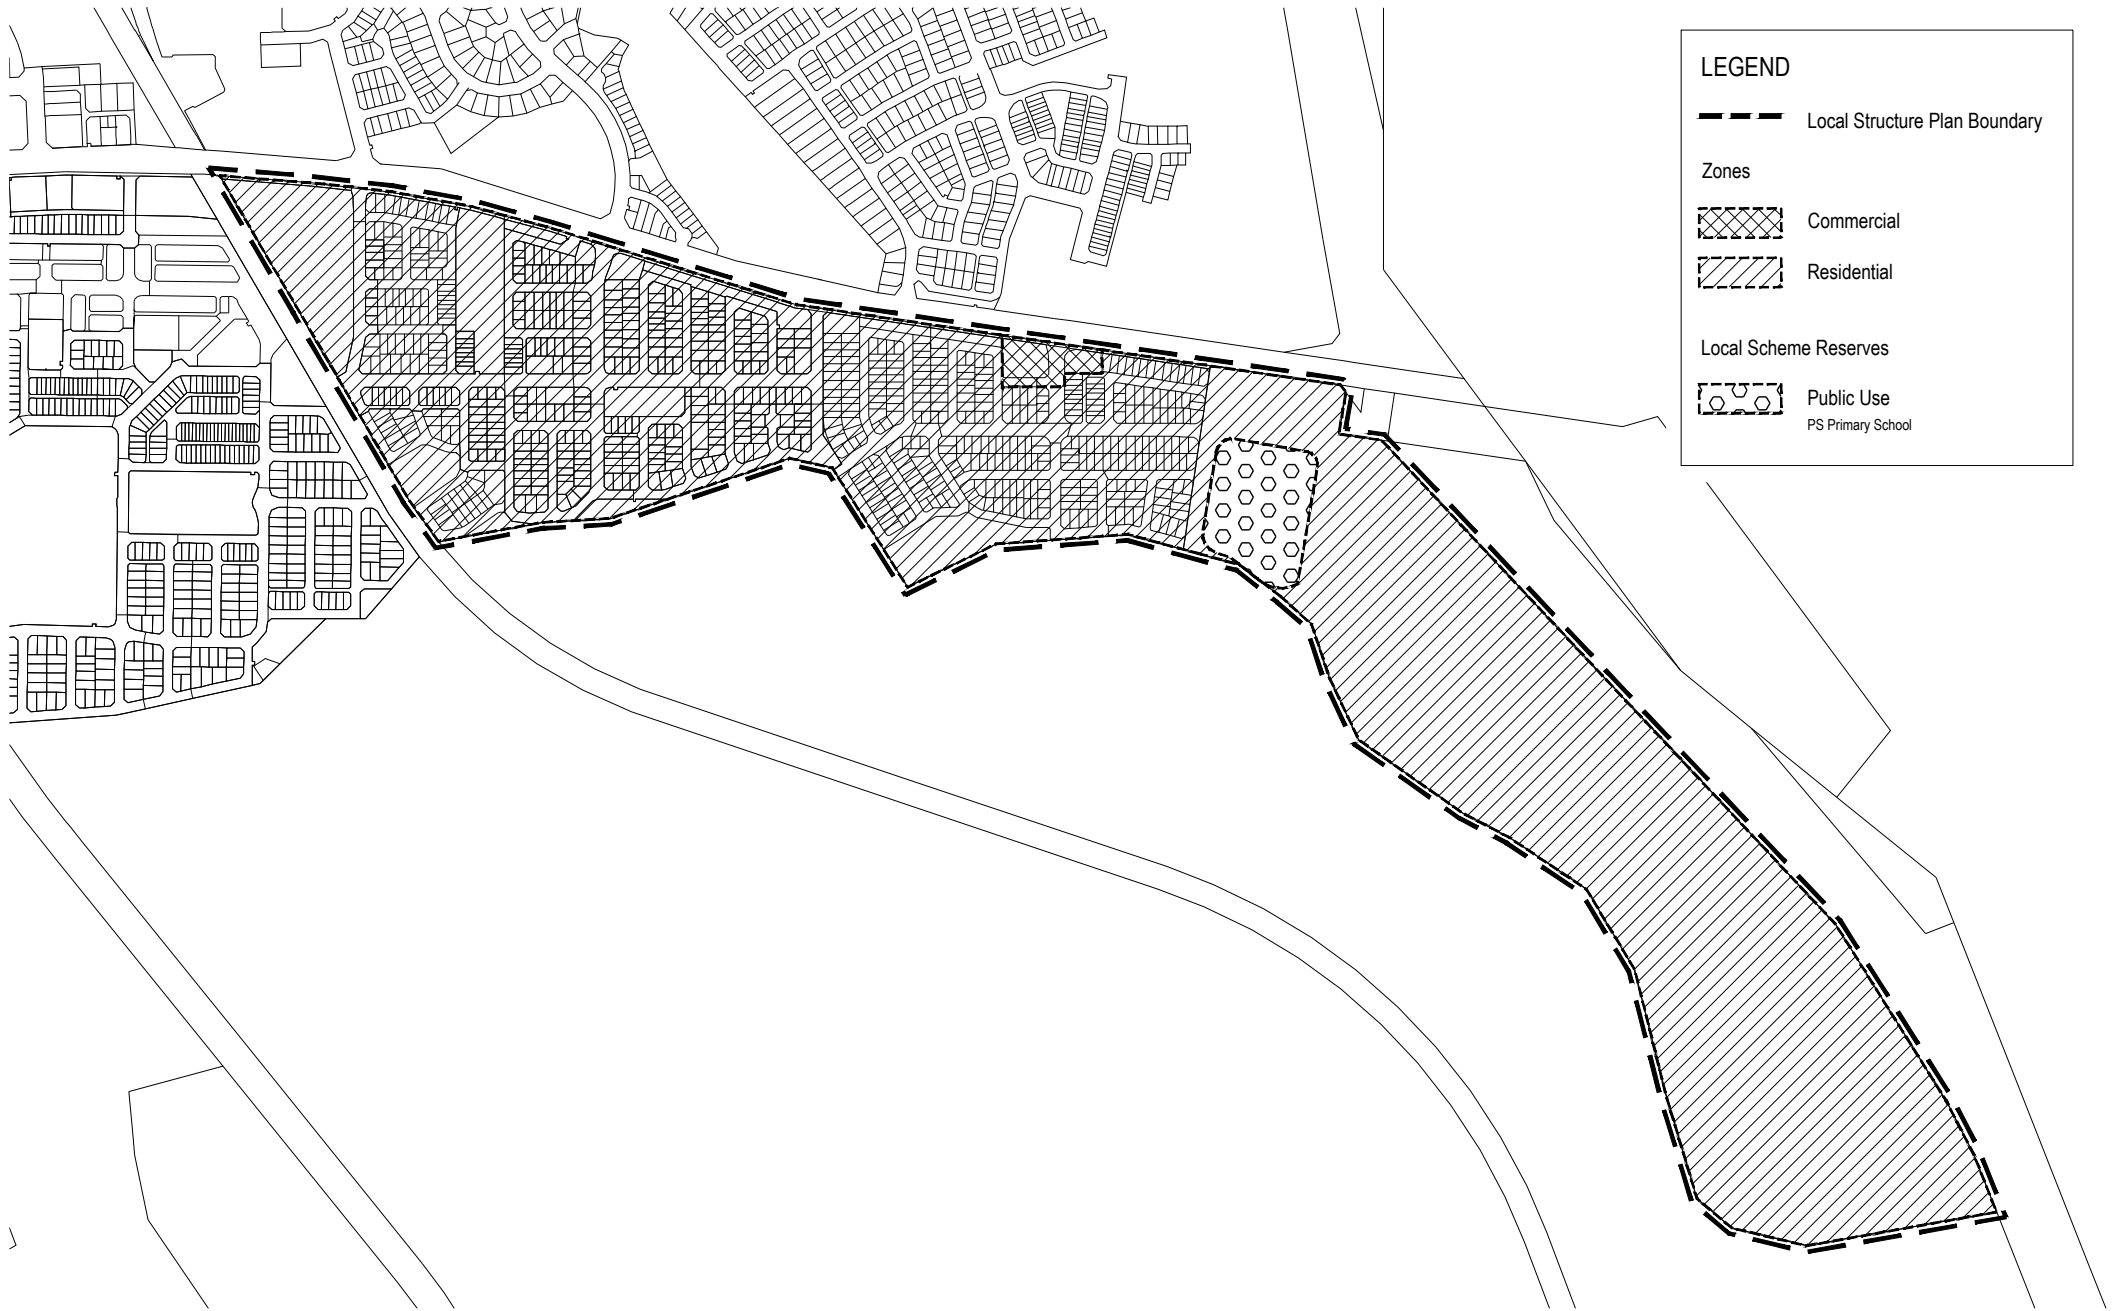 LEGEND
Local Structure Plan Boundary
Zones
Commercial
Residential
Local Scheme Reserves
Public Use
PS Primary School